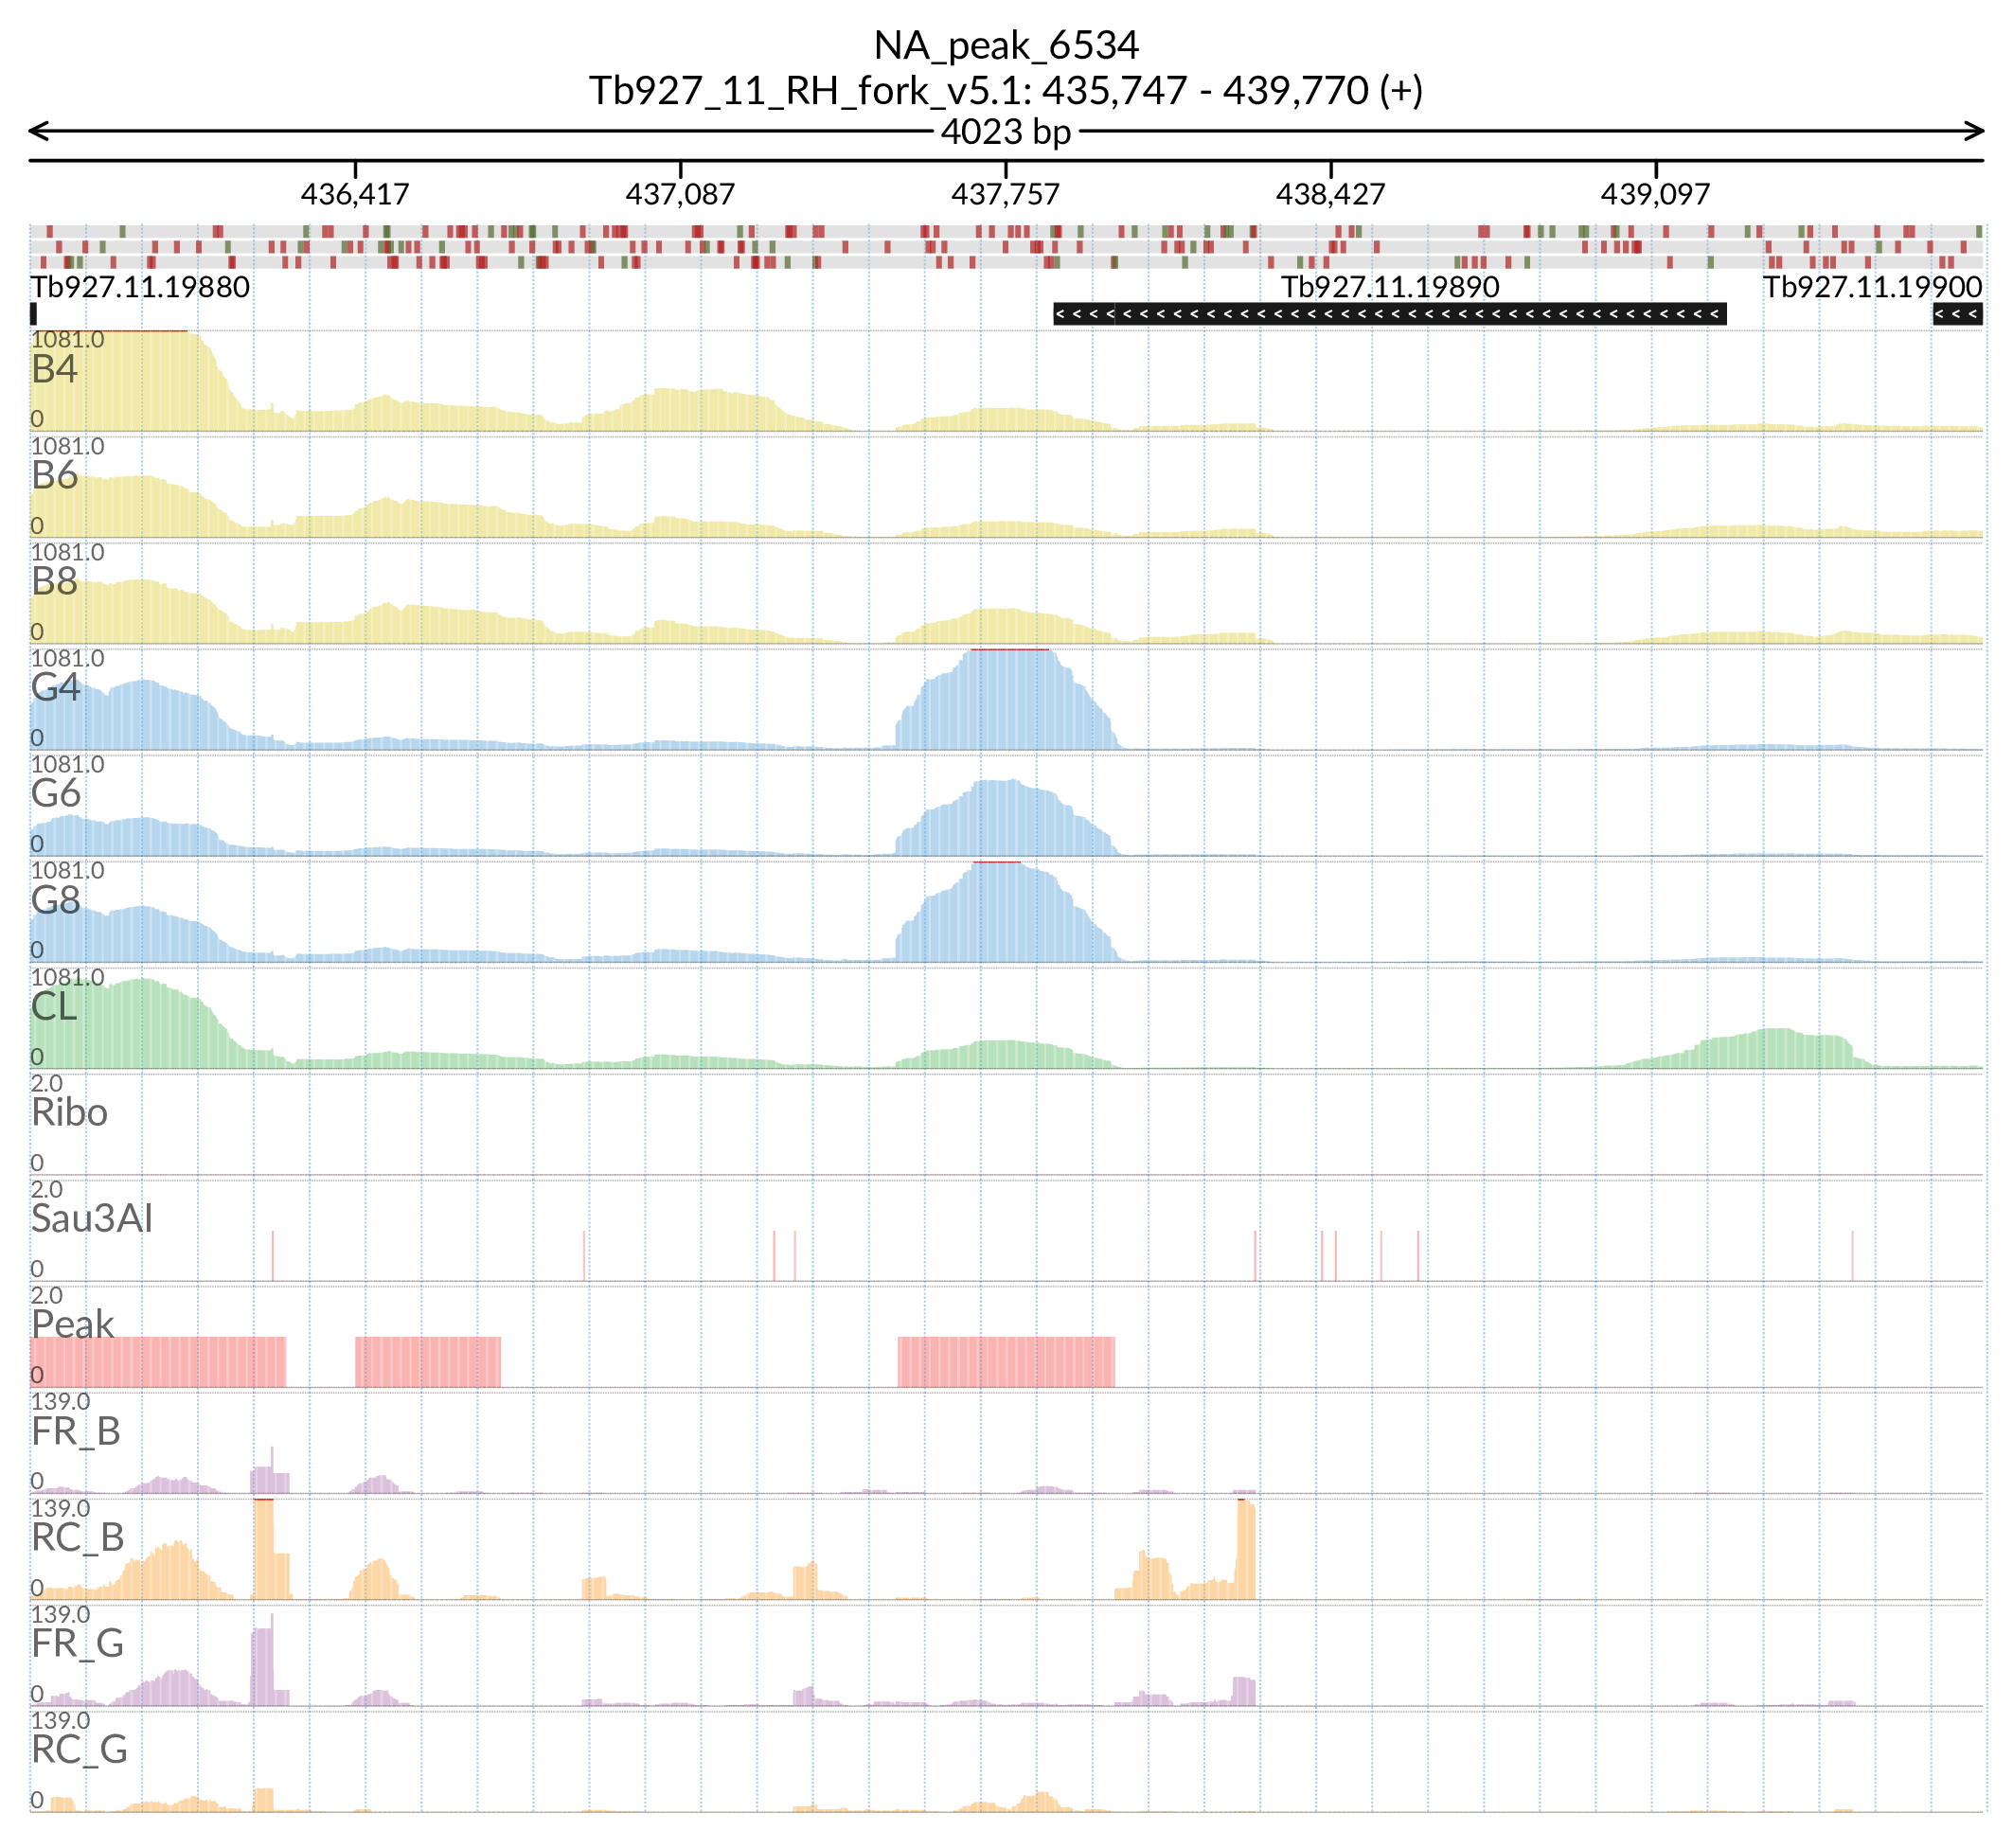 NA_peak_6534
Tb927_11_RH_fork_v5.1: 435,747 - 439,770 (+)
4023 bp
436,417 437,087 437,757 438,427 439,097
Tb927.11.19880 Tb927.11.19890 Tb927.11.19900
1081.0
B4
0
1081.0
B6
0
1081.0
B8
0
1081.0
G4
0
1081.0
G6
0
1081.0
G8
0
1081.0
CL
0
2.0
Ribo
0
2.0
Sau3AI
0
2.0
Peak
0
139.0
FR_B
0
139.0
RC_B
0
139.0
FR_G
0
139.0
RC_G
0